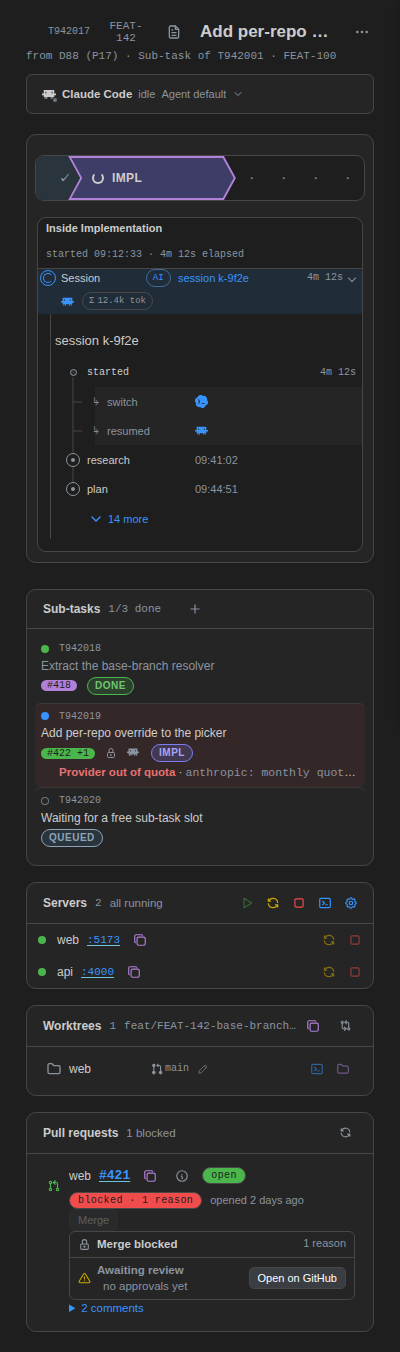 T942017 FEAT-142 Add per-repo …
from D88 (P17) · Sub-task of T942001 · FEAT-100
Claude Code idle Agent default
✓ IMPL
Inside Implementation
started 09:12:33 · 4m 12s elapsed
Session AI session k-9f2e 4m 12s
Σ 12.4k tok
session k-9f2e
started 4m 12s
↳ switch
↳ resumed
research 09:41:02
plan 09:44:51
14 more
Sub-tasks 1/3 done
T942018
Extract the base-branch resolver
#418 DONE
T942019
Add per-repo override to the picker
#422 +1 IMPL
Provider out of quota · anthropic: monthly quot…
T942020
Waiting for a free sub-task slot
QUEUED
Servers 2 all running
web :5173
api :4000
Worktrees 1 feat/FEAT-142-base-branch…
web main
Pull requests 1 blocked
web #421 open
blocked · 1 reason opened 2 days ago
Merge
Merge blocked 1 reason
Awaiting review
no approvals yet
Open on GitHub
2 comments